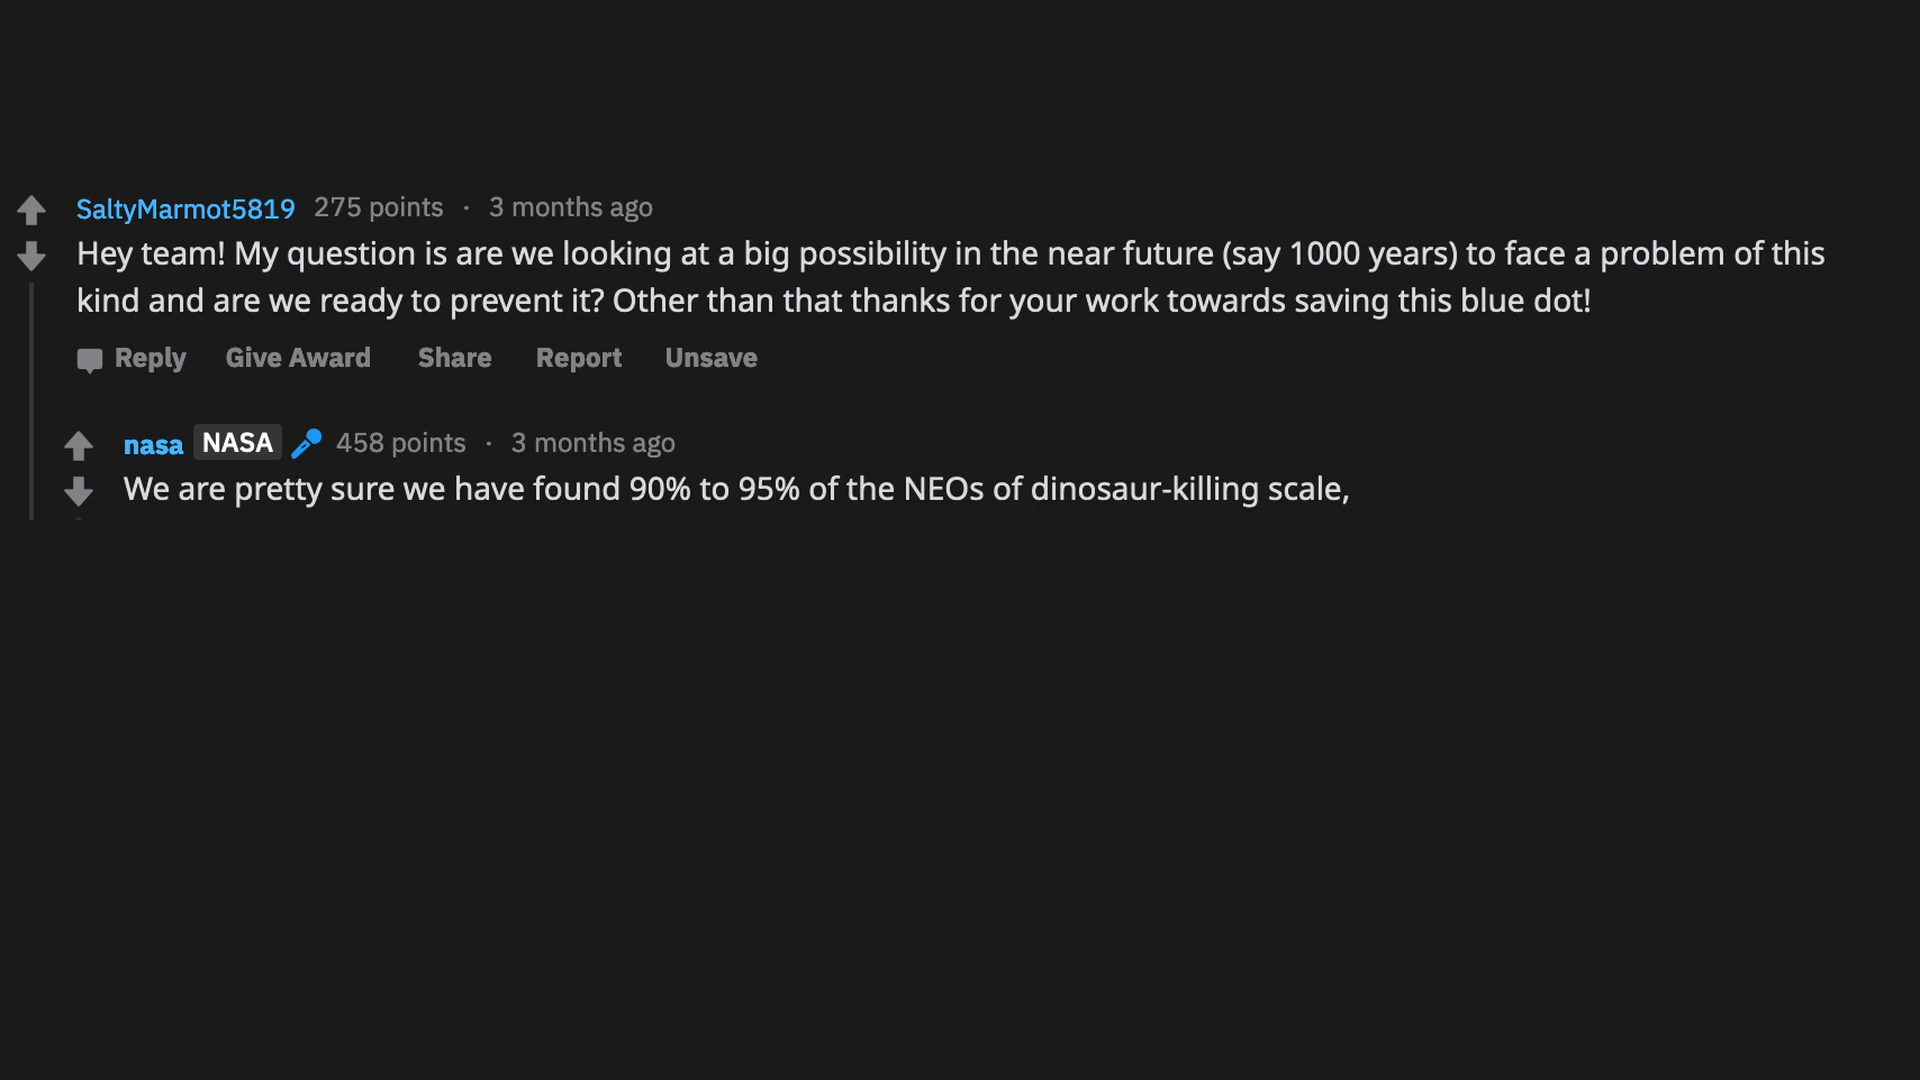 SaltyMarmot5819 275 points · 3 months ago
Hey team! My question is are we looking at a big possibility in the near future (say 1000 years) to face a problem of this
kind and are we ready to prevent it? Other than that thanks for your work towards saving this blue dot!
Reply Give Award Share Report Unsave
nasa NASA 458 points · 3 months ago
We are pretty sure we have found 90% to 95% of the NEOs of dinosaur-killing scale,